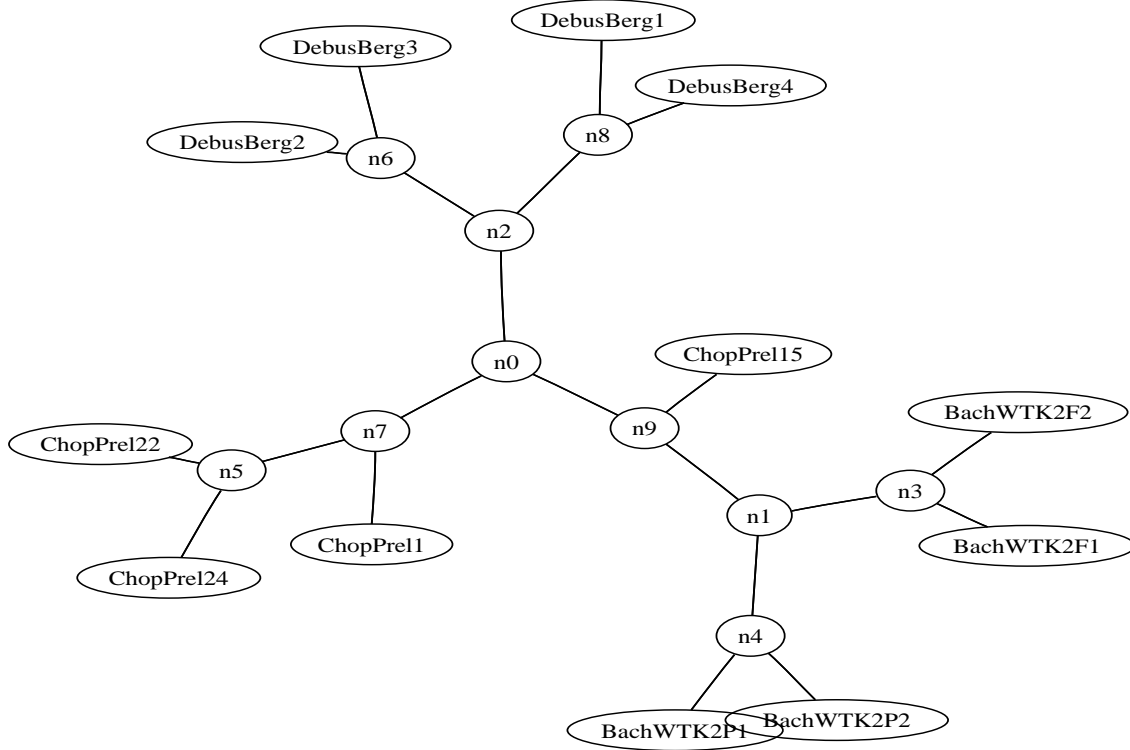 DebusBerg1
DebusBerg3
DebusBerg4
n8
DebusBerg2
n6
n2
n0
ChopPrel15
BachWTK2F2
n9
n7
ChopPrel22
n5
n3
n1
ChopPrel1
BachWTK2F1
ChopPrel24
n4
BachWTK2P1
BachWTK2P2